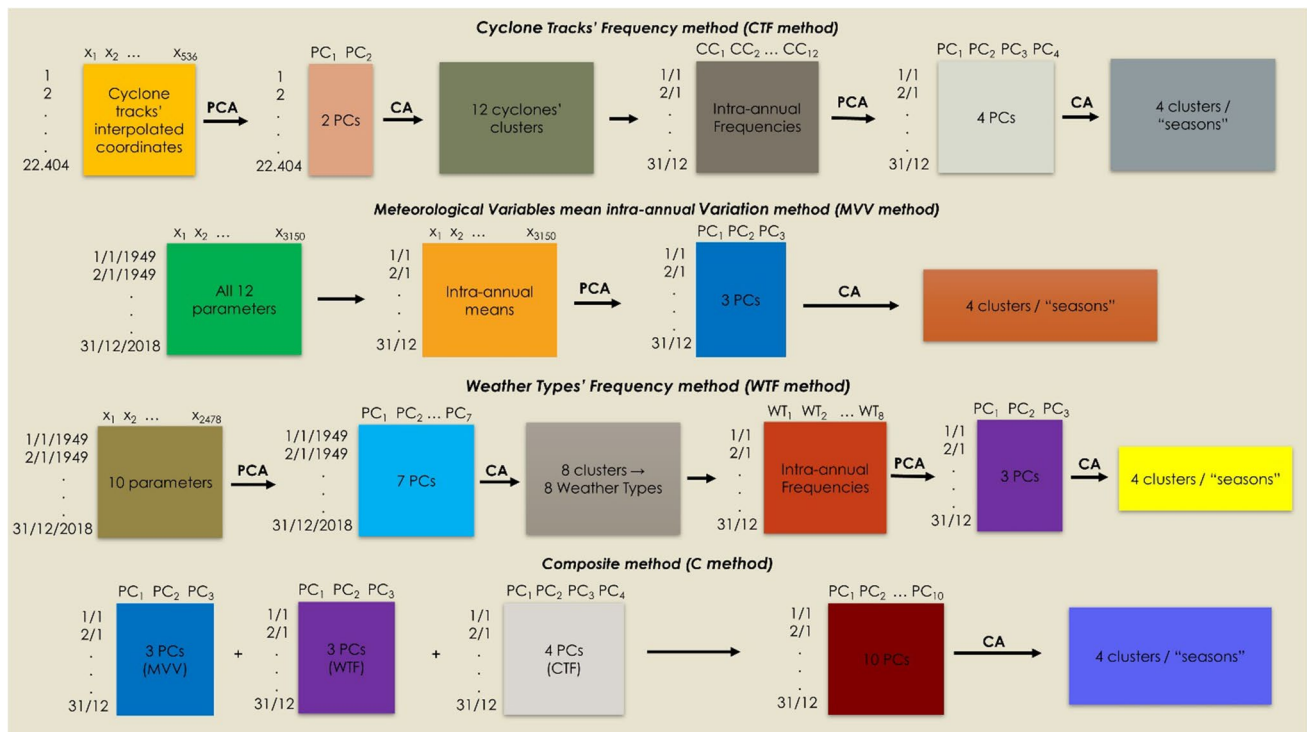 Cyclone Tracks' Frequency method (CTF method)
x1 x2 ... x536
PC1 PC2
CC1 CC2 ... CC12
PC1 PC2 PC3 PC4
1
2
.
.
.
22.404
Cyclone
tracks'
interpolated
coordinates
PCA
1
2
.
.
.
22.404
2 PCs
CA
12 cyclones'
clusters
1/1
2/1
.
.
.
31/12
Intra-annual
Frequencies
PCA
1/1
2/1
.
.
.
31/12
4 PCs
CA
4 clusters /
“seasons”
Meteorological Variables mean intra-annual Variation method (MVV method)
x1 x2 ... x3150
x1 x2 ... x3150
PC1 PC2 PC3
1/1/1949
2/1/1949
.
.
.
31/12/2018
All 12
parameters
1/1
2/1
.
.
.
31/12
Intra-annual
means
PCA
1/1
2/1
.
.
.
31/12
3 PCs
CA
4 clusters / “seasons”
Weather Types' Frequency method (WTF method)
x1 x2 ... x2478
PC1 PC2 ... PC7
WT1 WT2 ... WT8
PC1 PC2 PC3
1/1/1949
2/1/1949
.
.
.
31/12/2018
10 parameters
PCA
1/1/1949
2/1/1949
.
.
.
31/12/2018
7 PCs
CA
8 clusters →
8 Weather Types
1/1
2/1
.
.
.
31/12
Intra-annual
Frequencies
PCA
1/1
2/1
.
.
.
31/12
3 PCs
CA
4 clusters / “seasons”
Composite method (C method)
PC1 PC2 PC3
PC1 PC2 PC3
PC1 PC2 PC3 PC4
PC1 PC2 ... PC10
1/1
2/1
.
.
.
31/12
3 PCs
(MVV)
+
1/1
2/1
.
.
.
31/12
3 PCs
(WTF)
+
1/1
2/1
.
.
.
31/12
4 PCs
(CTF)
1/1
2/1
.
.
.
31/12
10 PCs
CA
4 clusters / “seasons”